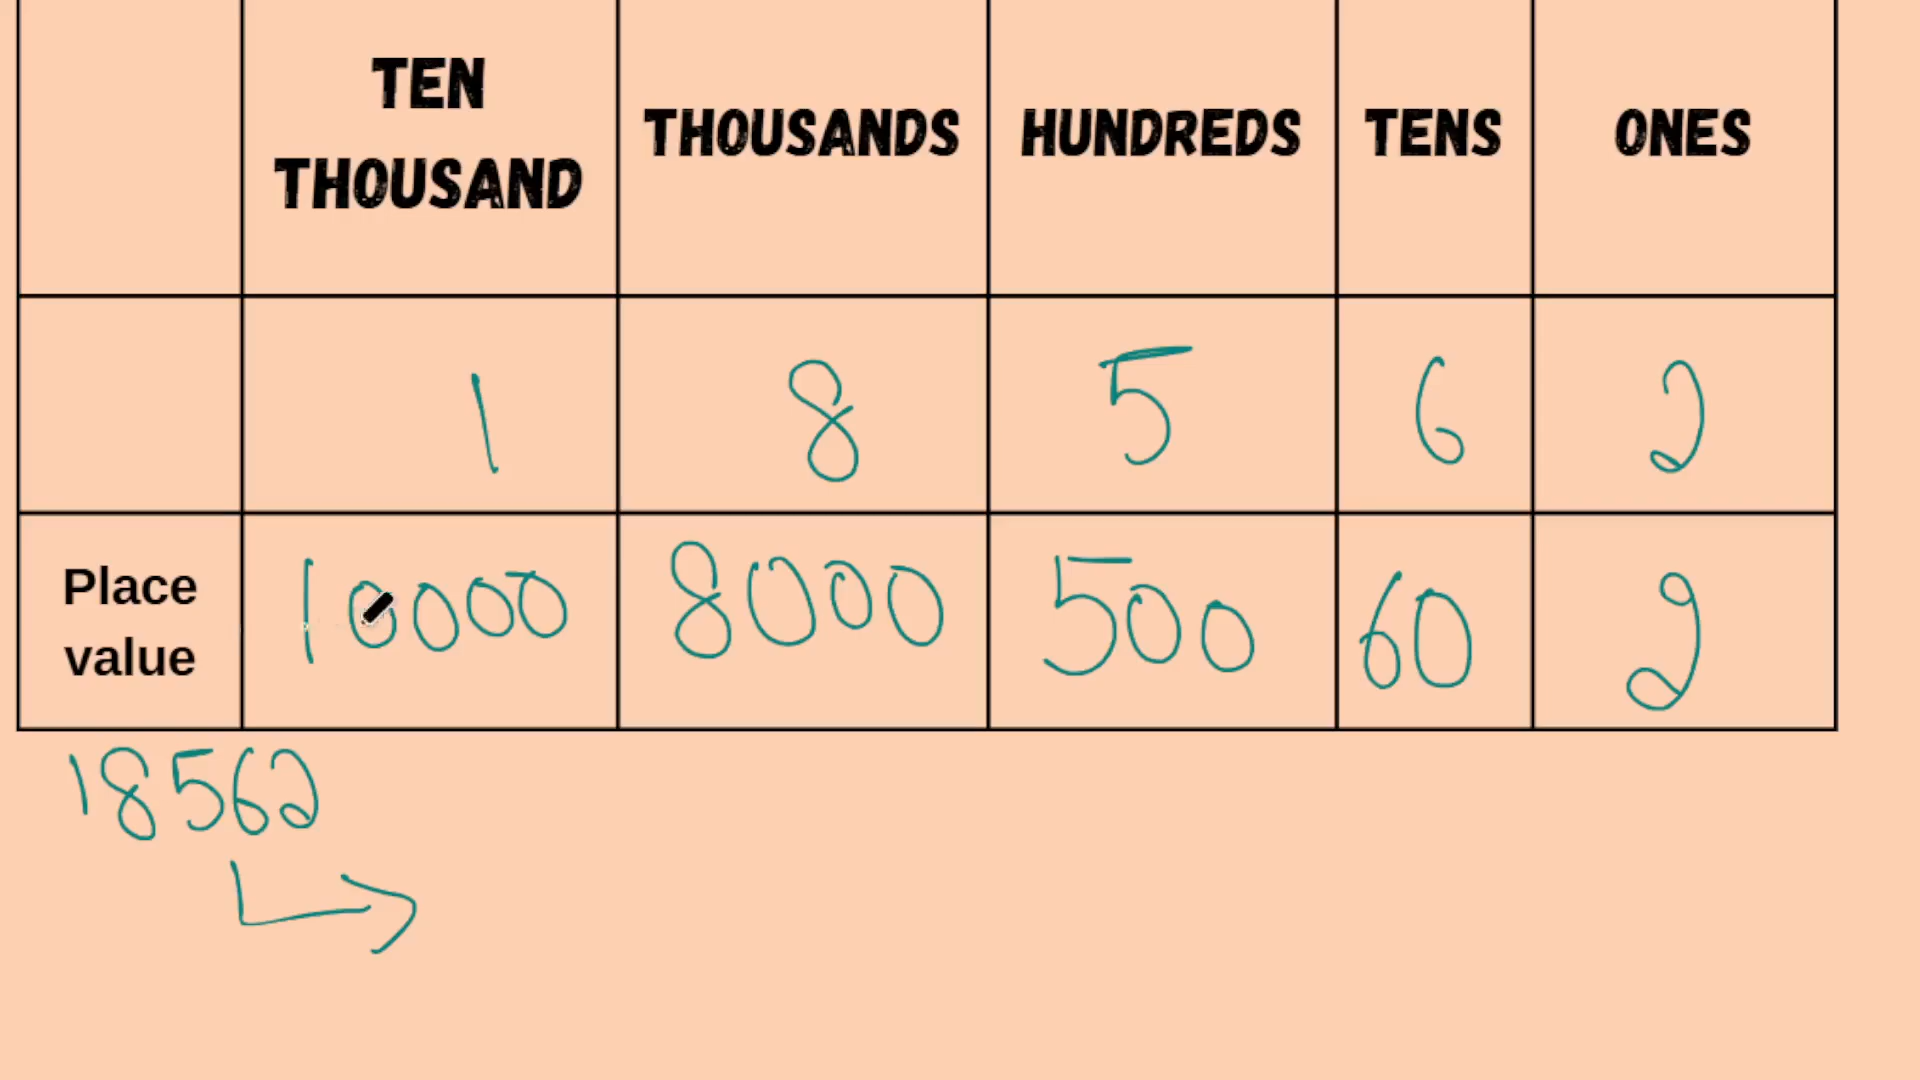 TEN THOUSAND THOUSANDS HUNDREDS TENS ONES
1 8 5 6 2
Place value 10000 8000 500 60 2
18562